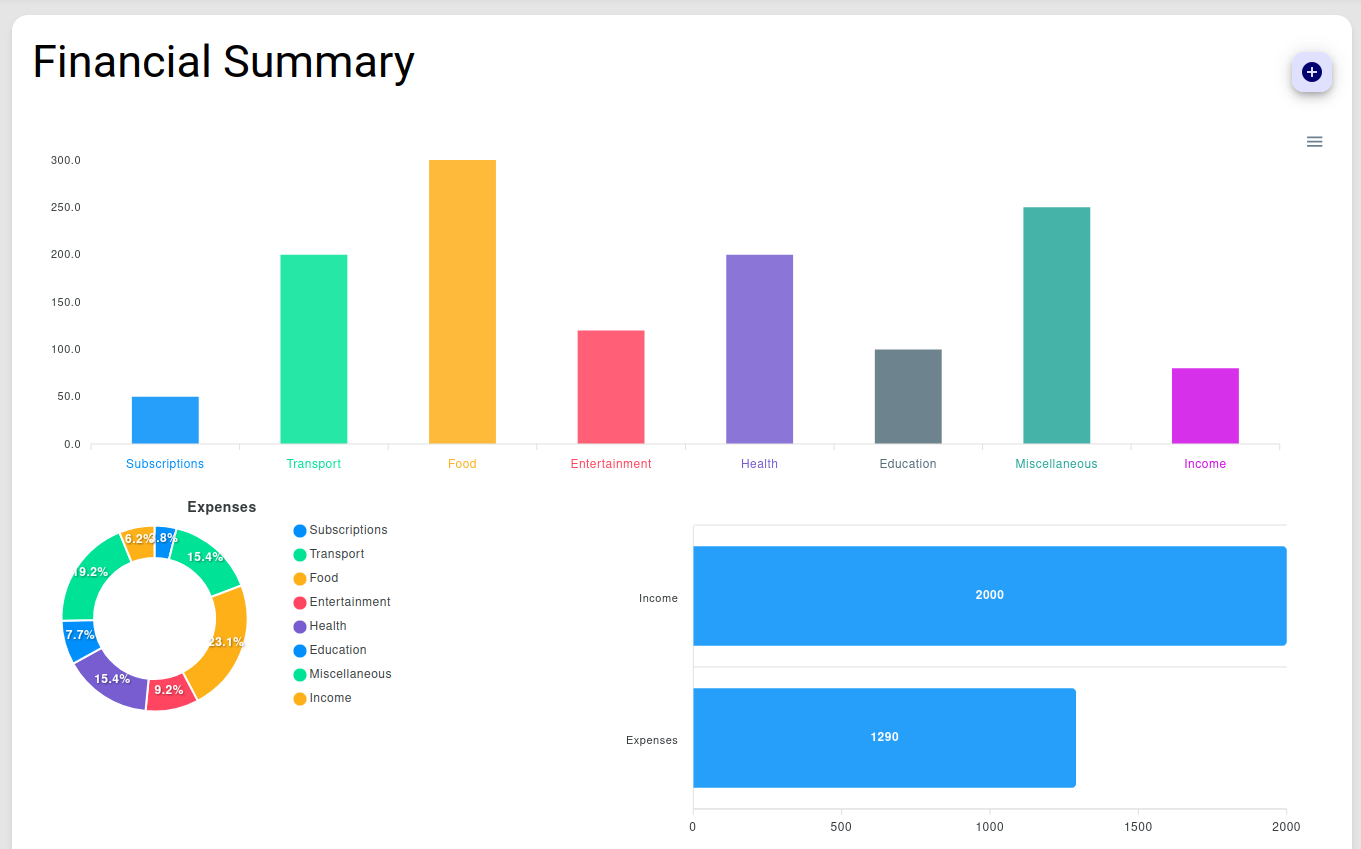 Financial Summary
300.0
250.0
200.0
150.0
100.0
50.0
0.0
Subscriptions Transport Food Entertainment Health Education Miscellaneous Income
Expenses
6.2%
3.8%
15.4%
23.1%
9.2%
15.4%
7.7%
19.2%
Subscriptions
Transport
Food
Entertainment
Health
Education
Miscellaneous
Income
Income
2000
Expenses
1290
0 500 1000 1500 2000